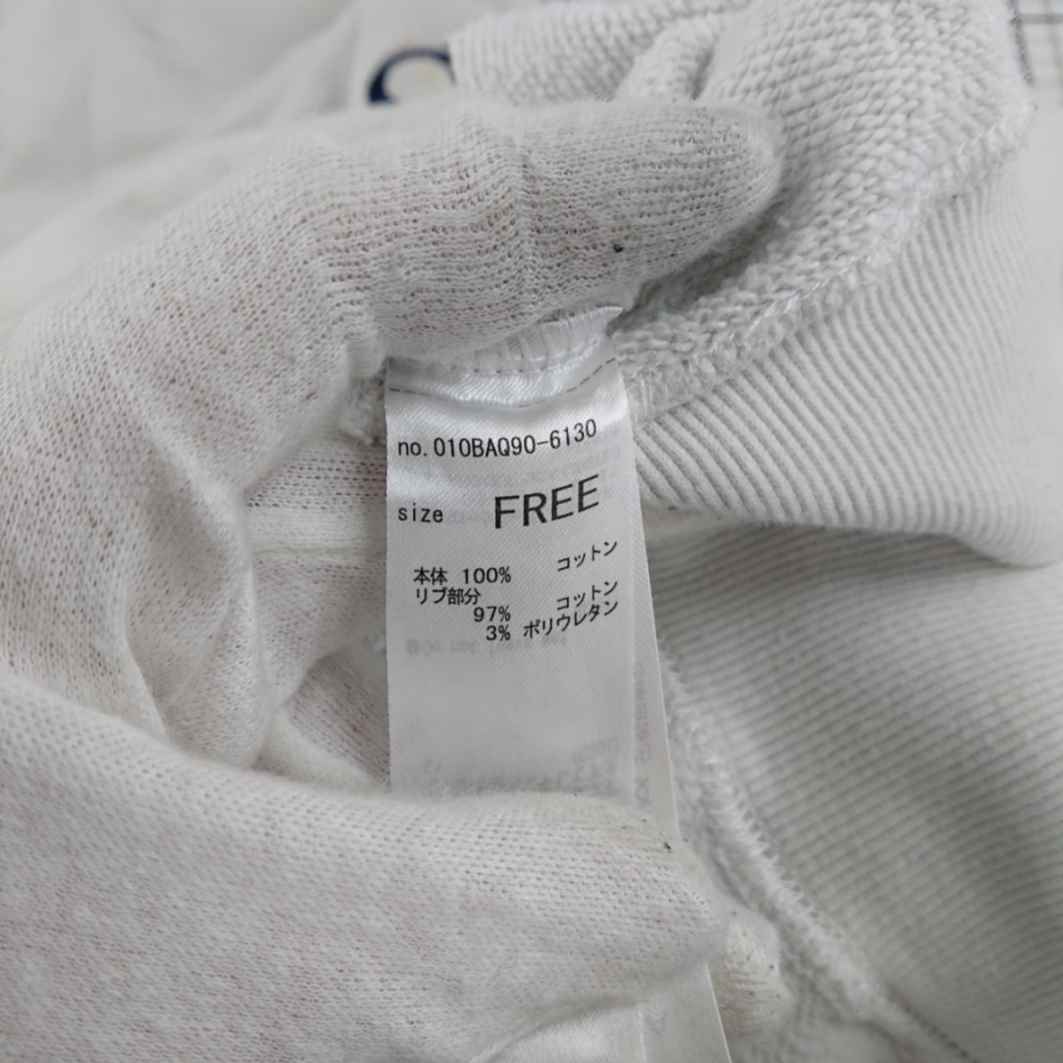 no.010BAQ90-6130
size FREE
本体 100% コットン
リブ部分
97% コットン
3% ポリウレタン